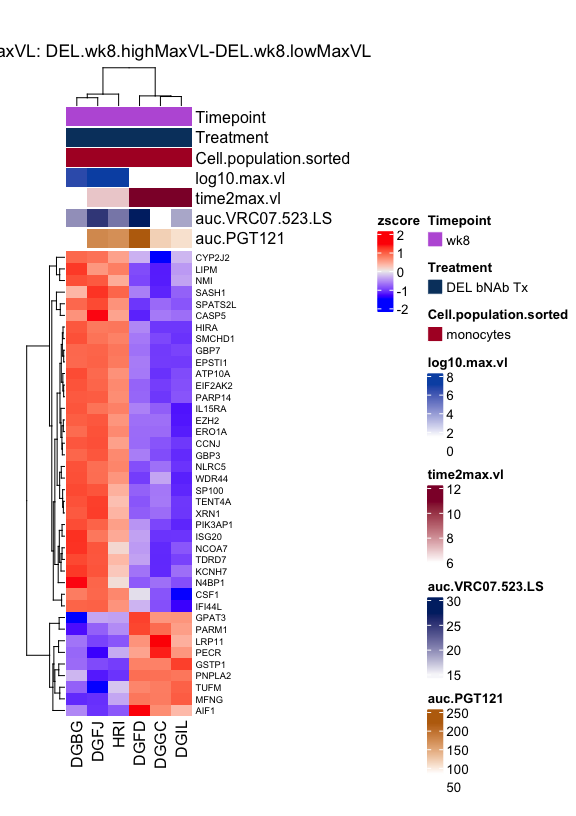 axVL: DEL.wk8.highMaxVL-DEL.wk8.lowMaxVL
Timepoint
Treatment
Cell.population.sorted
log10.max.vl
time2max.vl
auc.VRC07.523.LS
auc.PGT121
CYP2J2
LIPM
NMI
SASH1
SPATS2L
CASP5
HIRA
SMCHD1
GBP7
EPSTI1
ATP10A
EIF2AK2
PARP14
IL15RA
EZH2
ERO1A
CCNJ
GBP3
NLRC5
WDR44
SP100
TENT4A
XRN1
PIK3AP1
ISG20
NCOA7
TDRD7
KCNH7
N4BP1
CSF1
IFI44L
GPAT3
PARM1
LRP11
PECR
GSTP1
PNPLA2
TUFM
MFNG
AIF1
DGBG
DGFJ
HRI
DGFD
DGGC
DGIL
zscore
2
1
0
-1
-2
Timepoint
wk8
Treatment
DEL bNAb Tx
Cell.population.sorted
monocytes
log10.max.vl
8
6
4
2
0
time2max.vl
12
10
8
6
auc.VRC07.523.LS
30
25
20
15
auc.PGT121
250
200
150
100
50